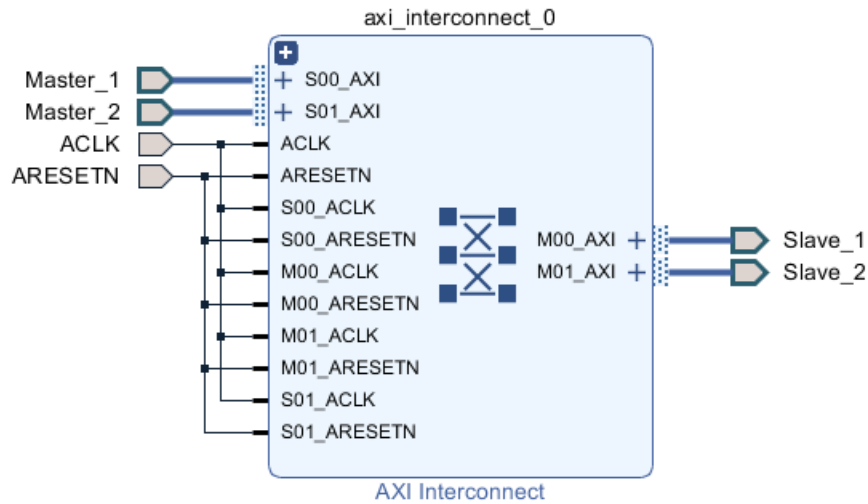 axi_interconnect_0
Master_1
S00_AXI
Master_2
S01_AXI
ACLK
ACLK
ARESETN
ARESETN
S00_ACLK
S00_ARESETN
M00_AXI
Slave_1
M00_ACLK
M01_AXI
Slave_2
M00_ARESETN
M01_ACLK
M01_ARESETN
S01_ACLK
S01_ARESETN
AXI Interconnect